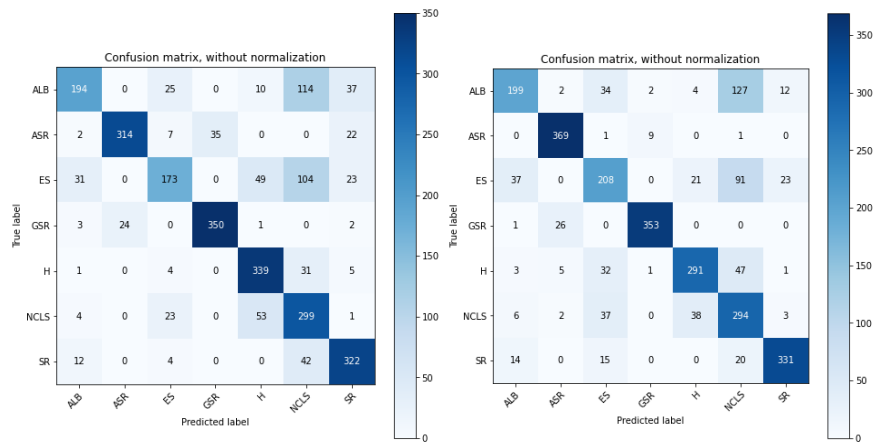 Confusion matrix, without normalization
ALB 194 0 25 0 10 114 37
ASR 2 314 7 35 0 0 22
ES 31 0 173 49 104 23
GSR 3 24 0 350 1 0 2
H 1 0 4 339 31 5
NCLS 4 0 23 53 299 1
SR 12 0 4 0 0 42 322
ALB ASR ES GSR H NCLS SR
True label
Predicted label
350
300
250
200
150
100
50
0
Confusion matrix, without normalization
ALB 199 2 34 2 4 127 12
ASR 0 369 1 9 0 1 0
ES 37 0 208 0 21 91 23
GSR 1 26 0 353 0 0 0
H 3 5 32 1 291 47 1
NCLS 6 2 37 0 38 294 3
SR 14 0 15 0 0 20 331
ALB ASR ES GSR H NCLS SR
True label
Predicted label
350
300
250
200
150
100
50
0